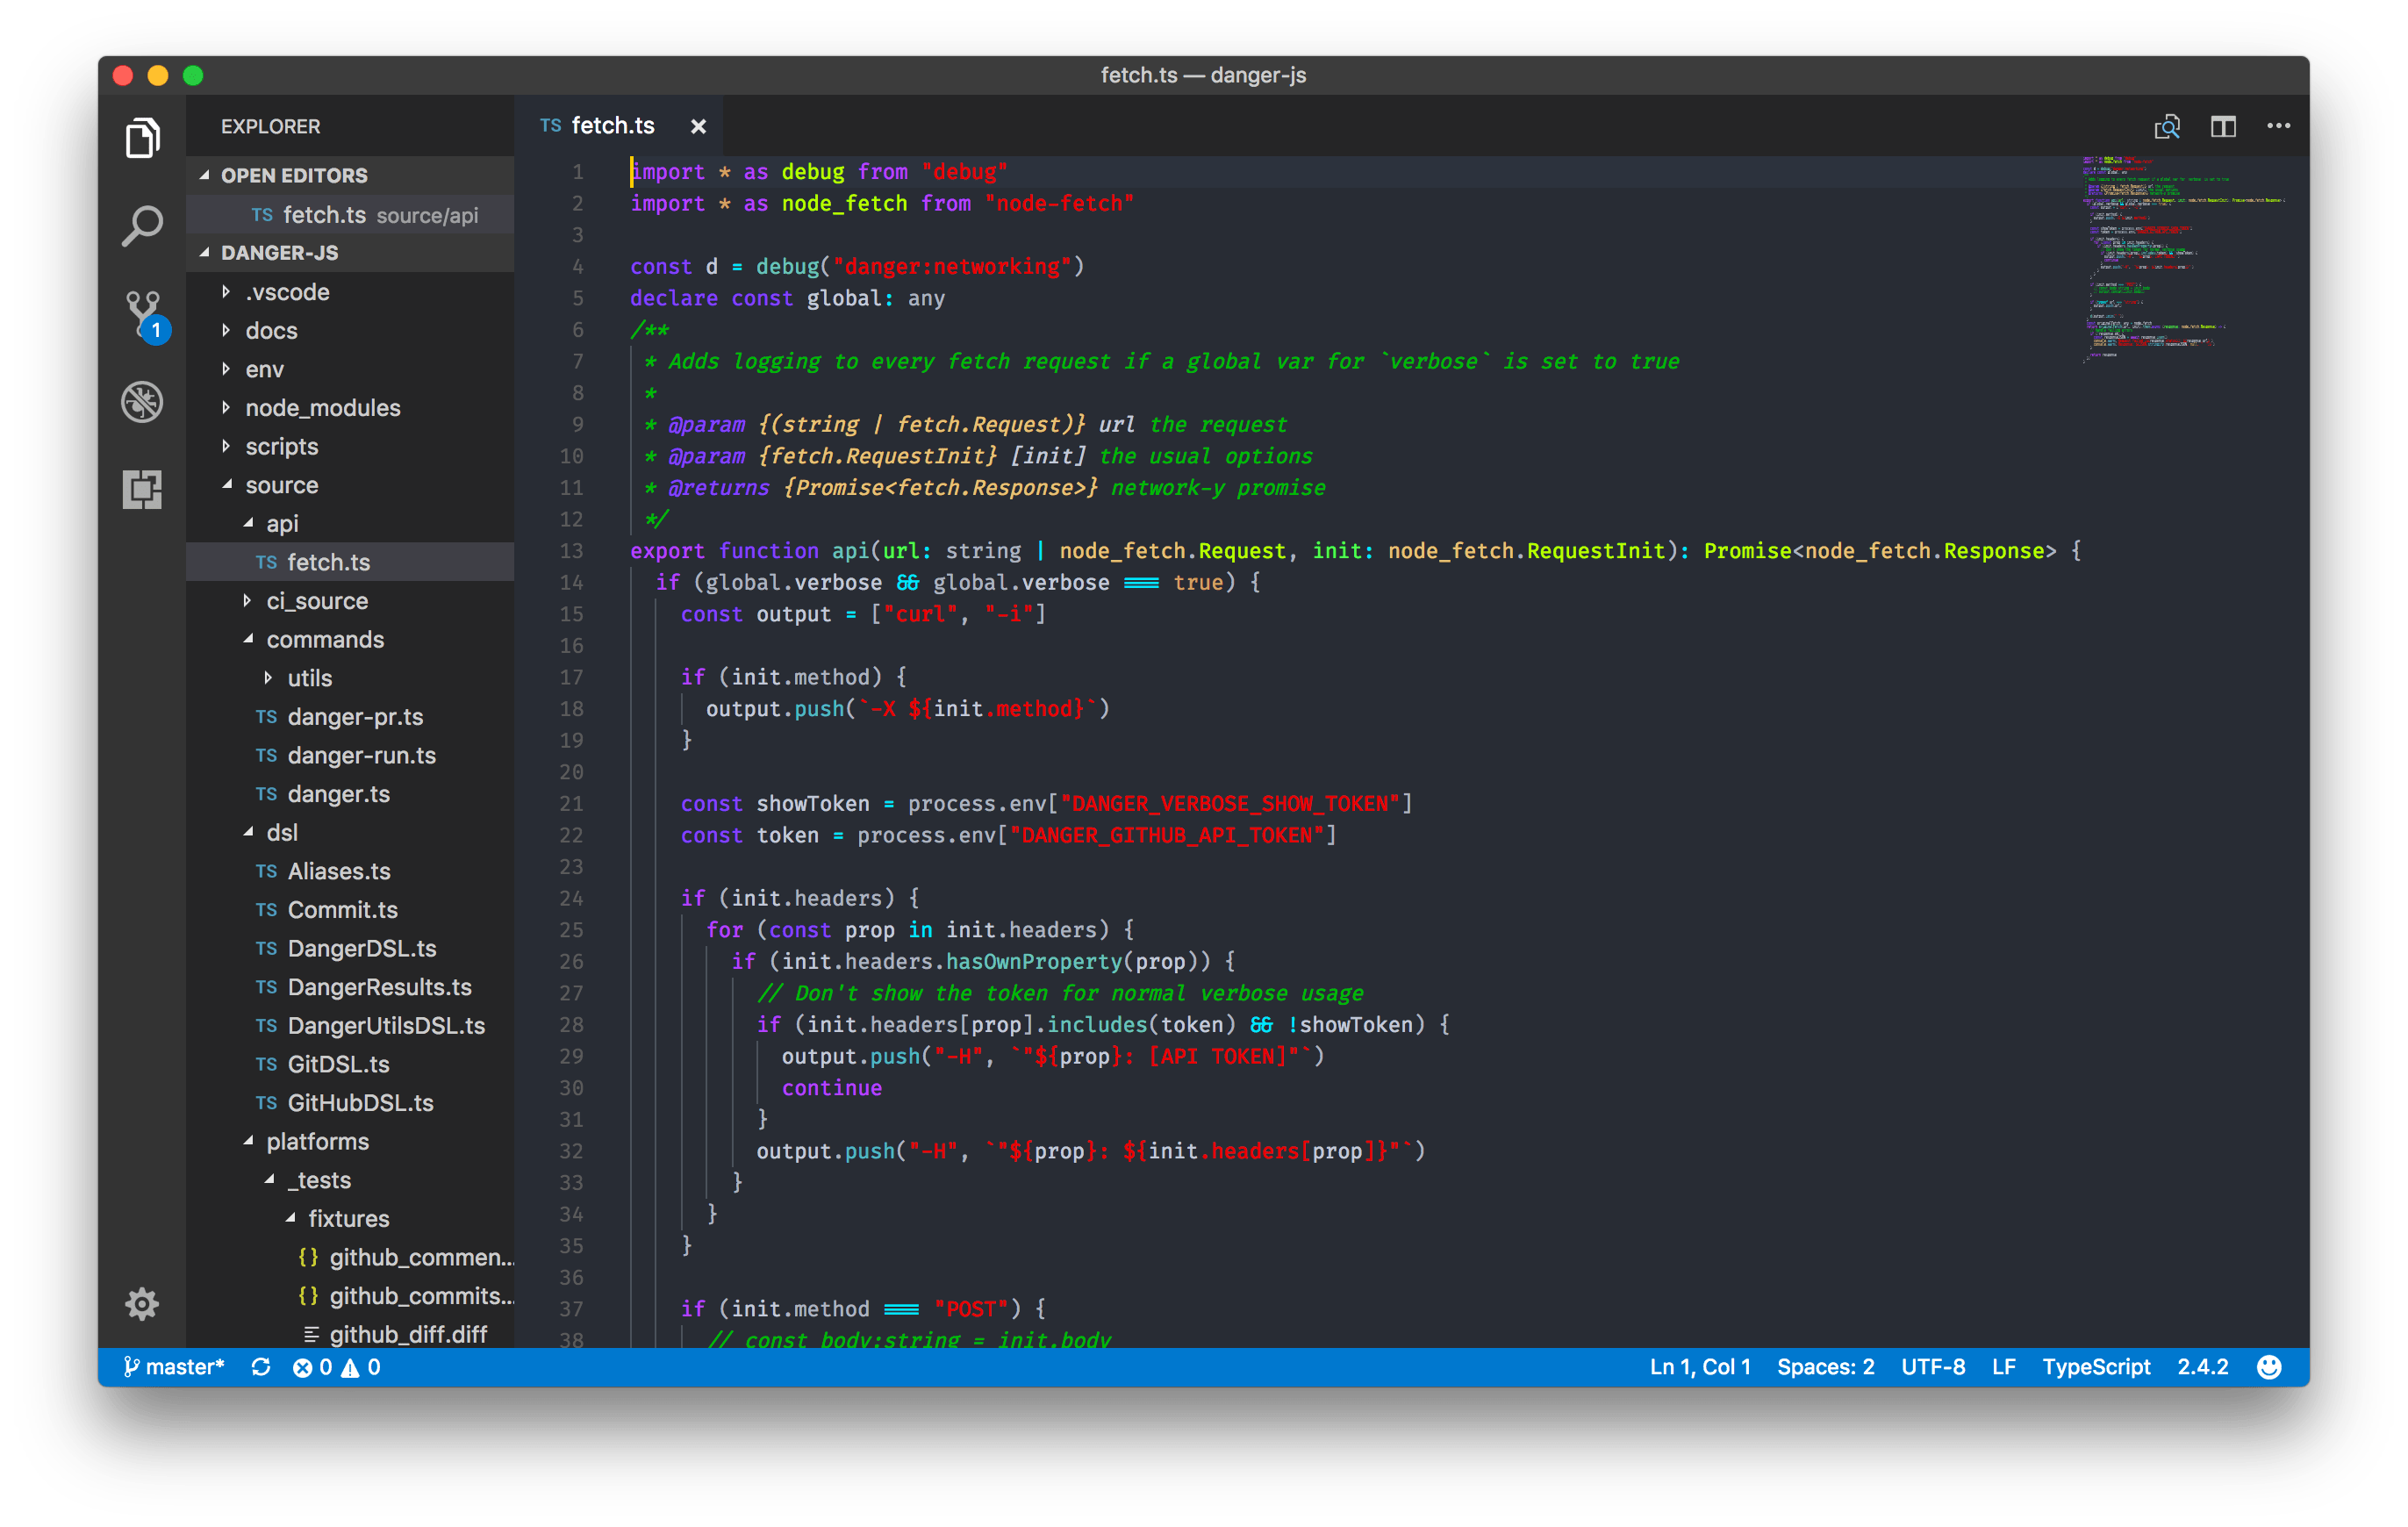 fetch.ts — danger-js
EXPLORER
OPEN EDITORS
TS fetch.ts source/api
DANGER-JS
.vscode
docs
env
node_modules
scripts
source
api
TS fetch.ts
ci_source
commands
utils
TS danger-pr.ts
TS danger-run.ts
TS danger.ts
dsl
TS Aliases.ts
TS Commit.ts
TS DangerDSL.ts
TS DangerResults.ts
TS DangerUtilsDSL.ts
TS GitDSL.ts
TS GitHubDSL.ts
platforms
_tests
fixtures
{} github_commen...
{} github_commits...
github_diff.diff
1
TS fetch.ts ×
1 import * as debug from "debug"
2 import * as node_fetch from "node-fetch"
3
4 const d = debug("danger:networking")
5 declare const global: any
6 /**
7 * Adds logging to every fetch request if a global var for `verbose` is set to true
8 *
9 * @param {(string | fetch.Request)} url the request
10 * @param {fetch.RequestInit} [init] the usual options
11 * @returns {Promise<fetch.Response>} network-y promise
12 */
13 export function api(url: string | node_fetch.Request, init: node_fetch.RequestInit): Promise<node_fetch.Response> {
14 if (global.verbose && global.verbose === true) {
15 const output = ["curl", "-i"]
16
17 if (init.method) {
18 output.push(`-X ${init.method}`)
19 }
20
21 const showToken = process.env["DANGER_VERBOSE_SHOW_TOKEN"]
22 const token = process.env["DANGER_GITHUB_API_TOKEN"]
23
24 if (init.headers) {
25 for (const prop in init.headers) {
26 if (init.headers.hasOwnProperty(prop)) {
27 // Don't show the token for normal verbose usage
28 if (init.headers[prop].includes(token) && !showToken) {
29 output.push("-H", `"${prop}: [API TOKEN]"`)
30 continue
31 }
32 output.push("-H", `"${prop}: ${init.headers[prop]}"`)
33 }
34 }
35 }
36
37 if (init.method === "POST") {
38 // const body:string = init.body
master* 0 0
Ln 1, Col 1 Spaces: 2 UTF-8 LF TypeScript 2.4.2